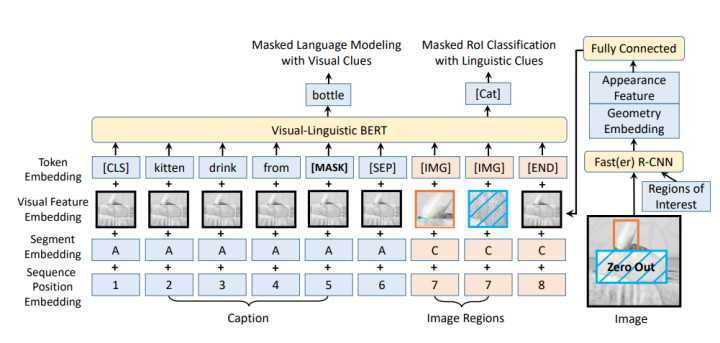 Masked Language Modeling
with Visual Clues
Masked RoI Classification
with Linguistic Clues
Fully Connected
bottle
[Cat]
Appearance
Feature
Geometry
Embedding
Visual-Linguistic BERT
Fast(er) R-CNN
Regions of
Interest
Token
Embedding
[CLS] kitten drink from [MASK] [SEP] [IMG] [IMG] [END]
+ + + + + + + + +
Visual Feature
Embedding
+ + + + + + + + +
Segment
Embedding
A A A A A A C C C
+ + + + + + + + +
Sequence
Position
Embedding
1 2 3 4 5 6 7 7 8
Caption
Image Regions
Zero Out
Image